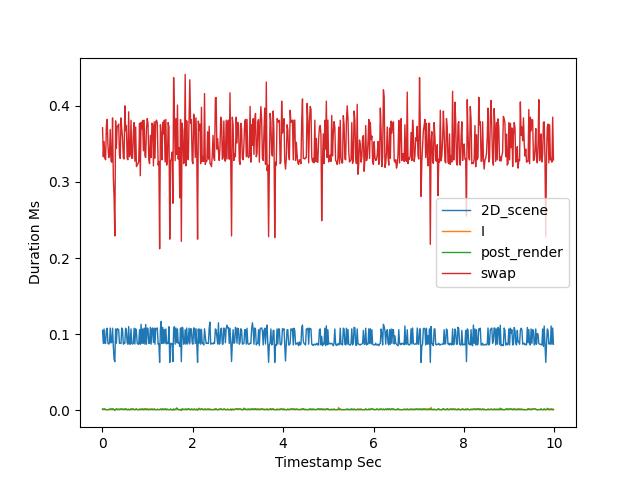 0.4
0.3
0.2
0.1
0.0
Duration Ms
2D_scene
I
post_render
swap
0
2
4
6
8
10
Timestamp Sec